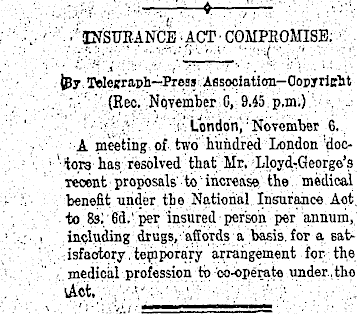 INSURANCE ACT COMPROMISE.
By Telegraph—Press Association—Copyright
(Rec. November 6, 9.45 p.m.)
London, November 6.
A meeting of two hundred London doc-
tors has resolved that Mr. Lloyd-George's
recent proposals to increase the medical
benefit under the National Insurance Act
to 8s. 6d. per insured person per annum,
including drugs, affords a basis for a sat-
isfactory temporary arrangement for the
medical profession to co-operate under the
Act.